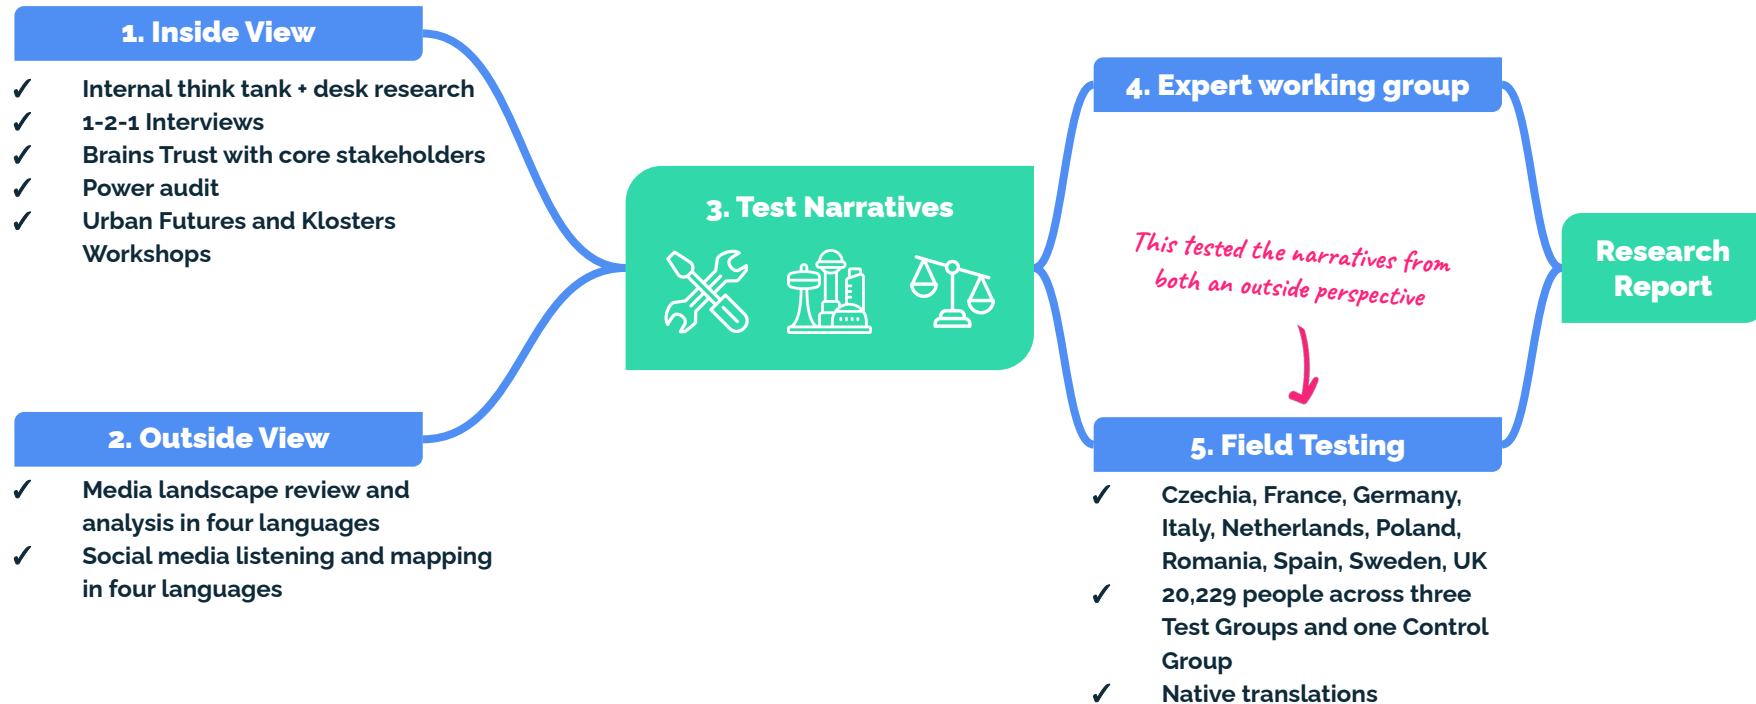 1. Inside View
✓ Internal think tank + desk research
✓ 1-2-1 Interviews
✓ Brains Trust with core stakeholders
✓ Power audit
✓ Urban Futures and Klosters
Workshops
2. Outside View
✓ Media landscape review and
analysis in four languages
✓ Social media listening and mapping
in four languages
3. Test Narratives
4. Expert working group
This tested the narratives from
both an outside perspective
5. Field Testing
✓ Czechia, France, Germany,
Italy, Netherlands, Poland,
Romania, Spain, Sweden, UK
✓ 20,229 people across three
Test Groups and one Control
Group
✓ Native translations
Research
Report